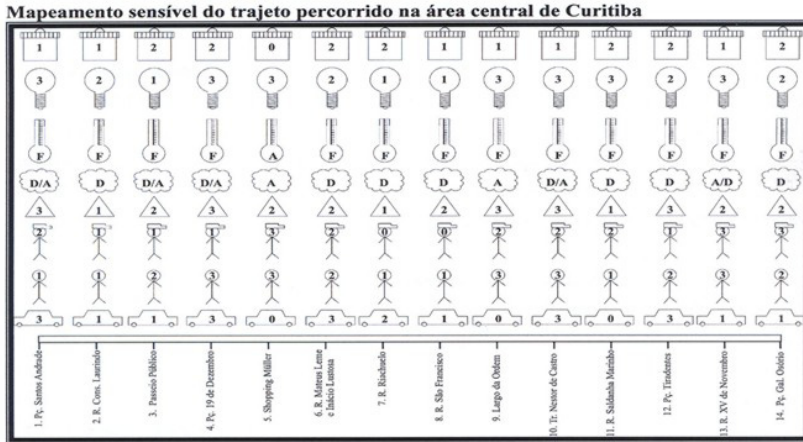 Mapeamento sensível do trajeto percorrido na área central de Curitiba
1 1 2 2 0 2 2 1 1 1 2 2 1 2
3 2 1 3 3 2 1 1 3 3 3 2 3 2
F F F F A F F F F F F F F F
D/A D D/A D/A A D D D A D/A D D A/D D
3 1 2 3 2 2 1 2 3 3 1 3 2 2
2 1 1 1 3 2 0 0 2 2 2 1 3 3
1 1 2 3 3 2 1 1 3 3 1 2 3 2
3 1 1 3 0 3 2 1 0 3 0 3 1 1
1. Pç. Santos Andrade
2. R. Cons. Laurindo
3. Passeio Público
4. Pç. 19 de Dezembro
5. Shopping Müller
6. R. Mateus Leme
e Inácio Lustosa
7. R. Riachuelo
8. R. São Francisco
9. Largo da Ordem
10. Tr. Nestor de Castro
11. R. Saldanha Marinho
12. Pç. Tiradentes
13. R. XV de Novembro
14. Pç. Gal. Osório